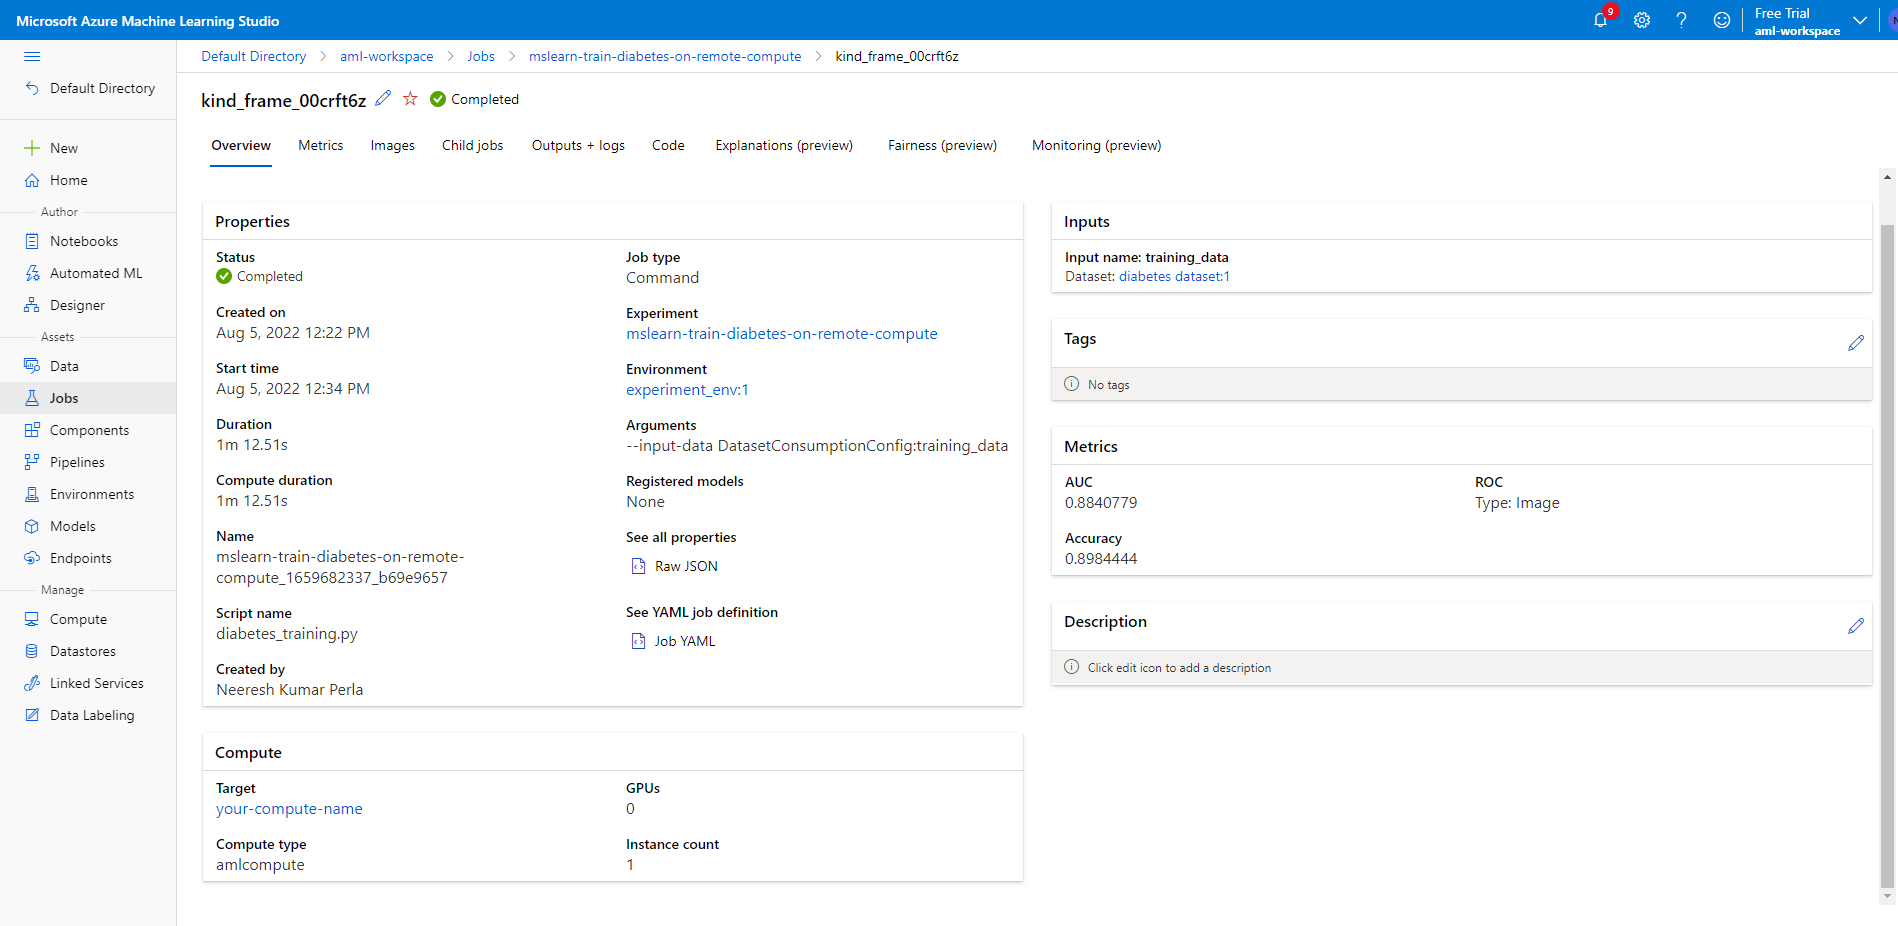 Microsoft Azure Machine Learning Studio
9
Free Trial
aml-workspace
N
Default Directory
New
Home
Author
Notebooks
Automated ML
Designer
Assets
Data
Jobs
Components
Pipelines
Environments
Models
Endpoints
Manage
Compute
Datastores
Linked Services
Data Labeling
Default Directory > aml-workspace > Jobs > mslearn-train-diabetes-on-remote-compute > kind_frame_00crft6z
kind_frame_00crft6z Completed
Overview Metrics Images Child jobs Outputs + logs Code Explanations (preview) Fairness (preview) Monitoring (preview)
Properties
Status
Completed
Created on
Aug 5, 2022 12:22 PM
Start time
Aug 5, 2022 12:34 PM
Duration
1m 12.51s
Compute duration
1m 12.51s
Name
mslearn-train-diabetes-on-remote-
compute_1659682337_b69e9657
Script name
diabetes_training.py
Created by
Neeresh Kumar Perla
Job type
Command
Experiment
mslearn-train-diabetes-on-remote-compute
Environment
experiment_env:1
Arguments
--input-data DatasetConsumptionConfig:training_data
Registered models
None
See all properties
Raw JSON
See YAML job definition
Job YAML
Compute
Target
your-compute-name
Compute type
amlcompute
GPUs
0
Instance count
1
Inputs
Input name: training_data
Dataset: diabetes dataset:1
Tags
No tags
Metrics
AUC
0.8840779
Accuracy
0.8984444
ROC
Type: Image
Description
Click edit icon to add a description